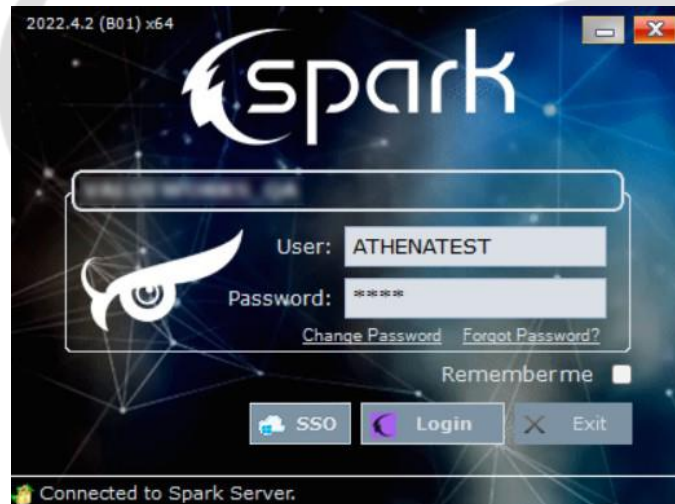 2022.4.2 (B01) x64
spark
User: ATHENATEST
Password: ****
Change Password Forgot Password?
Remember me
SSO Login Exit
Connected to Spark Server.